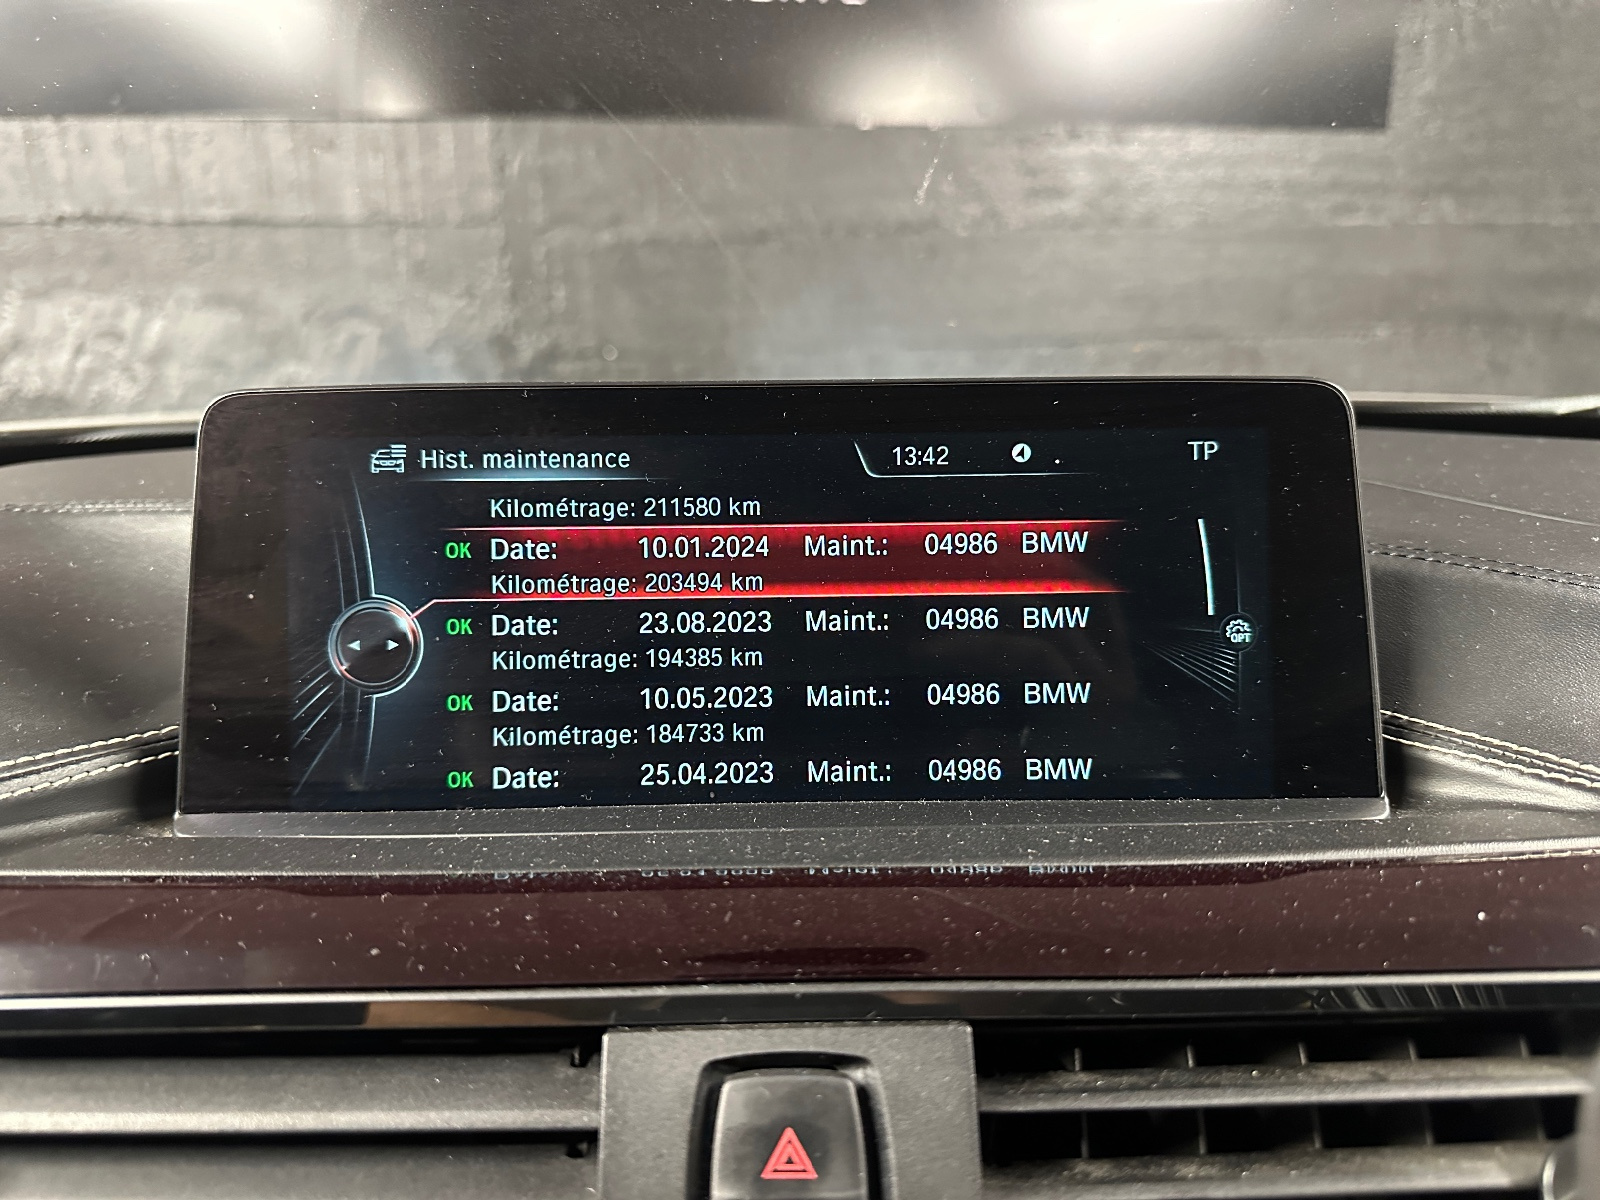 Hist. maintenance 13:42 TP
Kilométrage: 211580 km
OK Date: 10.01.2024 Maint.: 04986 BMW
Kilométrage: 203494 km
OK Date: 23.08.2023 Maint.: 04986 BMW
Kilométrage: 194385 km
OPT
OK Date: 10.05.2023 Maint.: 04986 BMW
Kilométrage: 184733 km
OK Date: 25.04.2023 Maint.: 04986 BMW